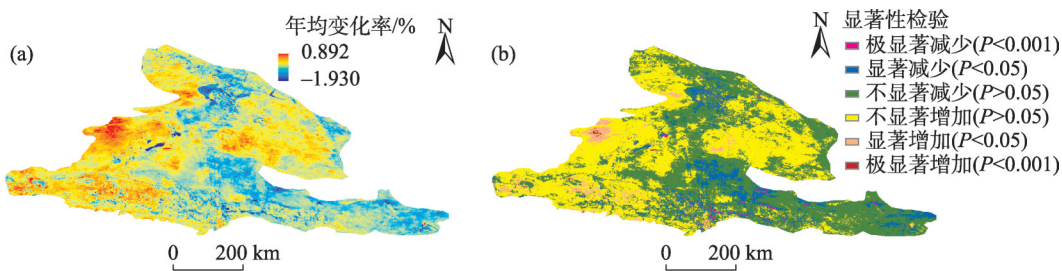 (a)
年均变化率/%
0.892
−1.930
N
0 200 km
(b)
N
显著性检验
极显著减少(P<0.001)
显著减少(P<0.05)
不显著减少(P>0.05)
不显著增加(P>0.05)
显著增加(P<0.05)
极显著增加(P<0.001)
0 200 km